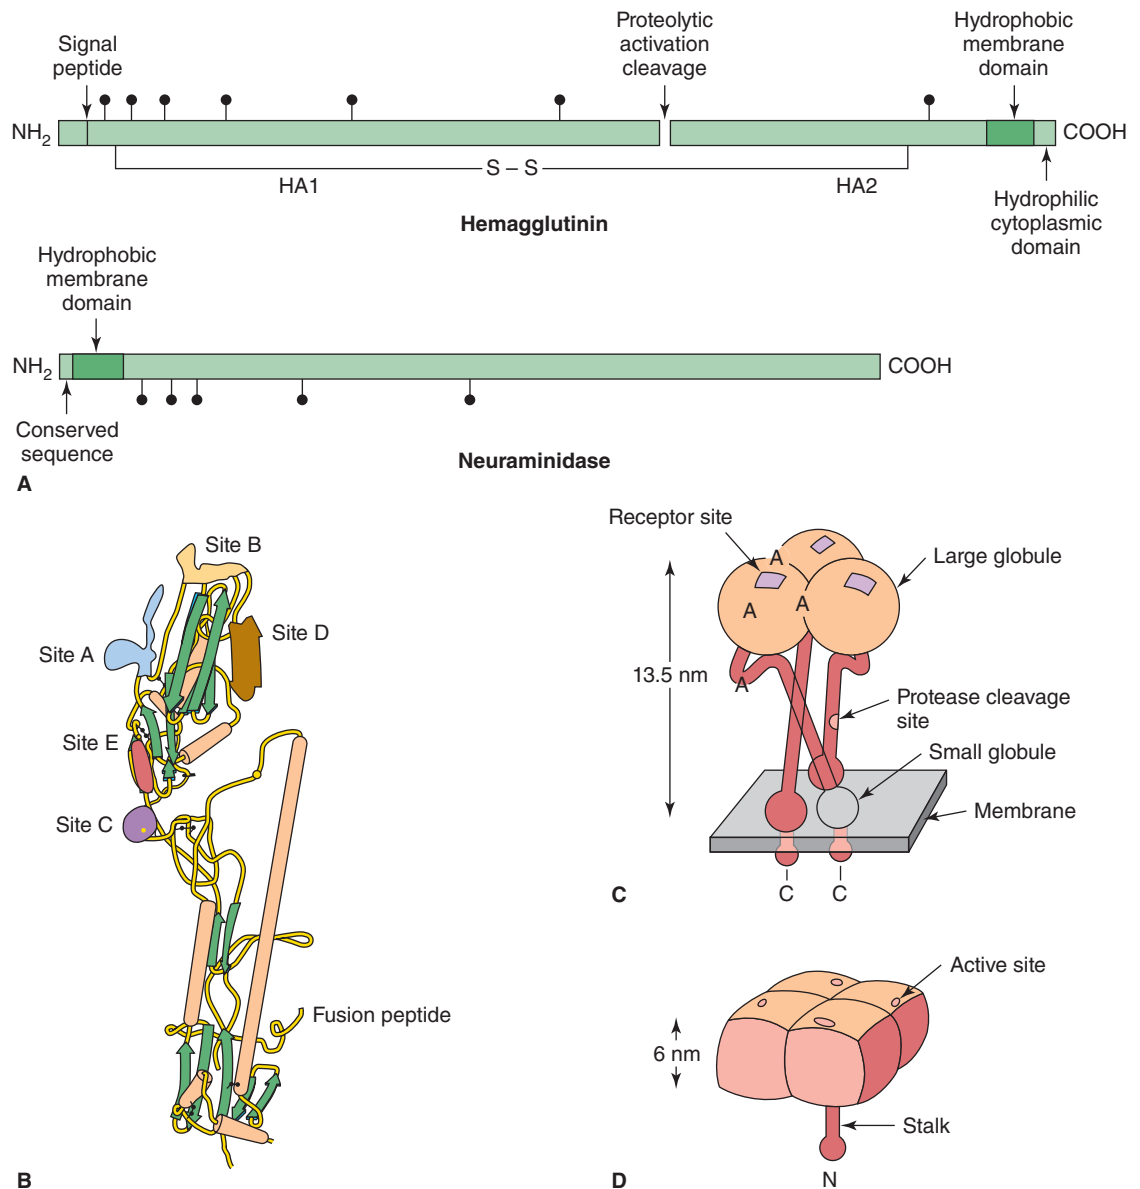 Signal
peptide
Proteolytic
activation
cleavage
Hydrophobic
membrane
domain
NH2
COOH
S – S
HA1
HA2
Hydrophilic
cytoplasmic
domain
Hemagglutinin
Hydrophobic
membrane
domain
NH2
COOH
Conserved
sequence
Neuraminidase
A
Site B
Site A
Site D
Site E
Site C
Fusion peptide
B
Receptor site
Large globule
A
A
A
A
13.5 nm
Protease cleavage
site
Small globule
Membrane
C
C
C
Active site
6 nm
Stalk
N
D